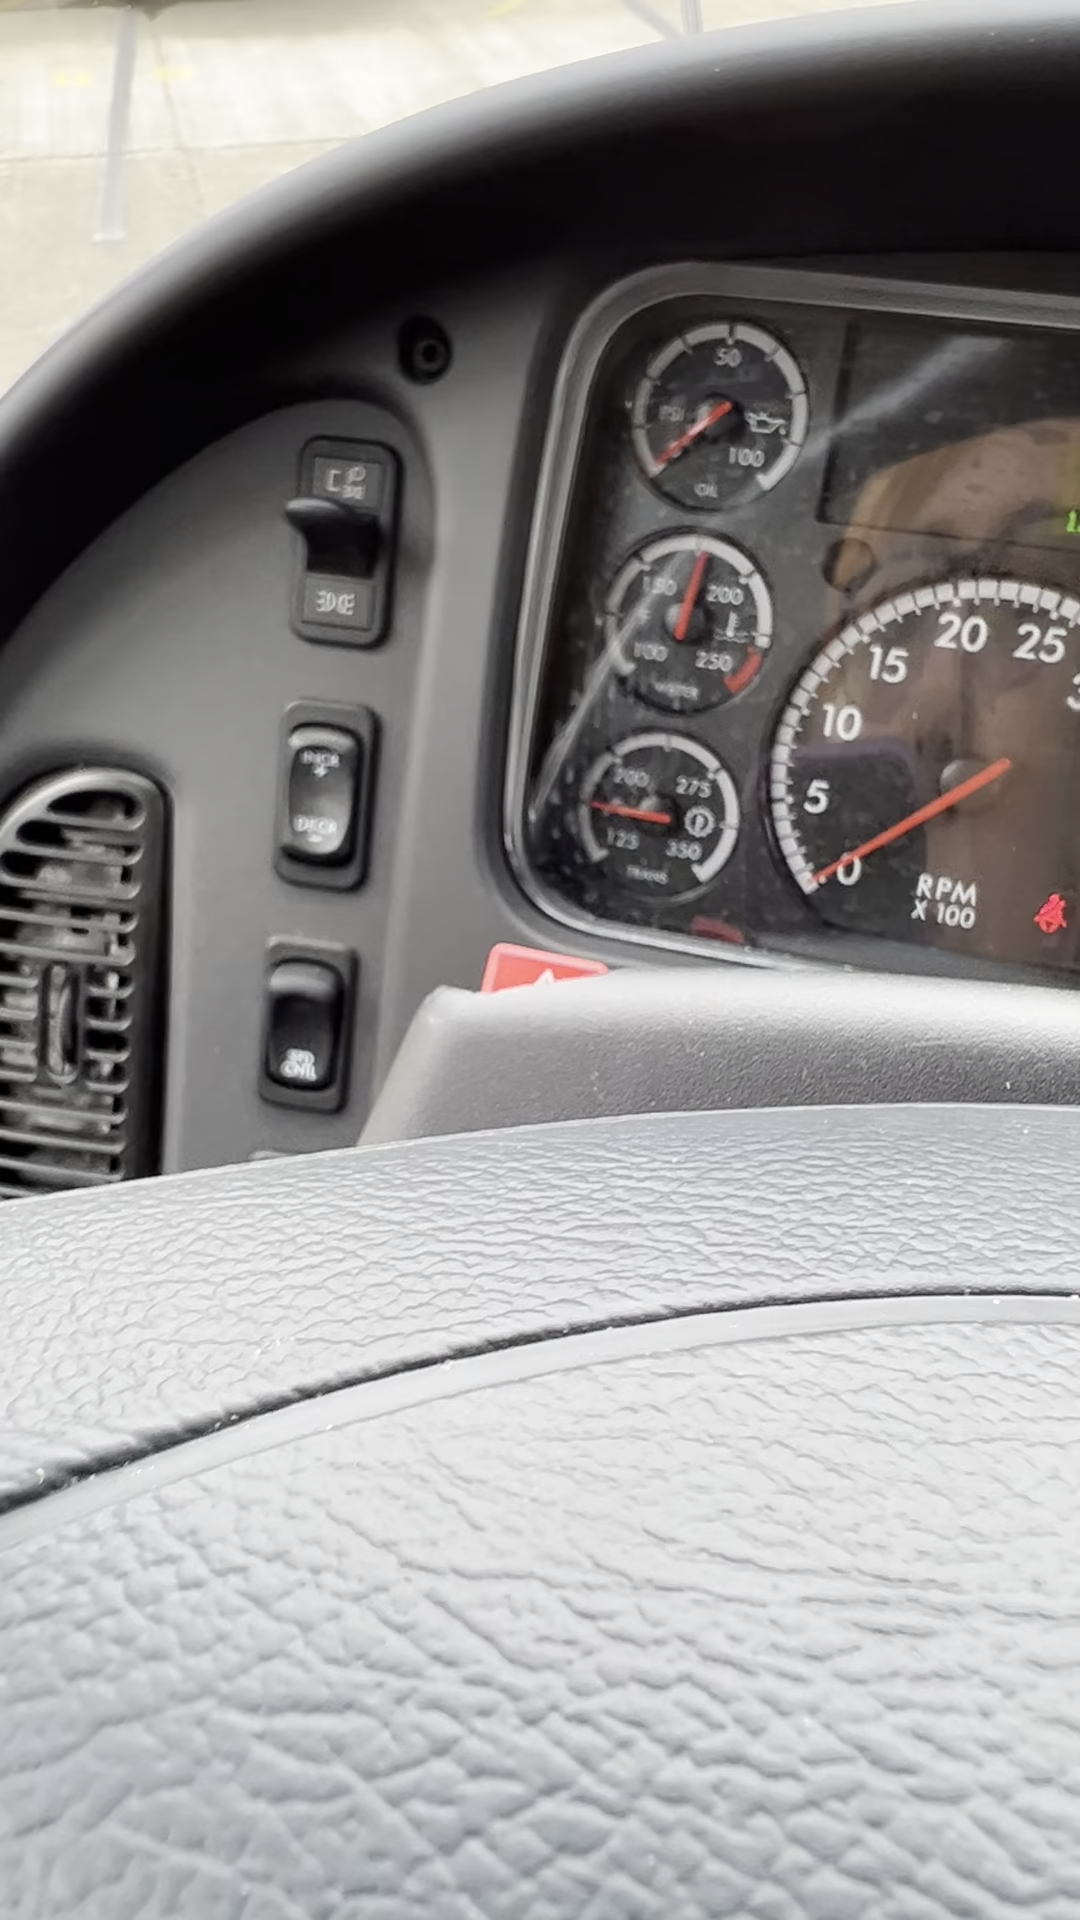 50
PSI
100
OIL
150 200
100 250
WATER
200 275
125 350
TRANS
20 25
15
10
5
0
RPM
X 100
INCR
+
DECR
-
SPD
CNTL